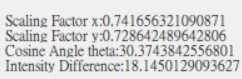 Scaling Factor x:0.741656321090871
Scaling Factor y:0.728642489642806
Cosine Angle theta:30.3743842556801
Intensity Difference:18.1450129093627